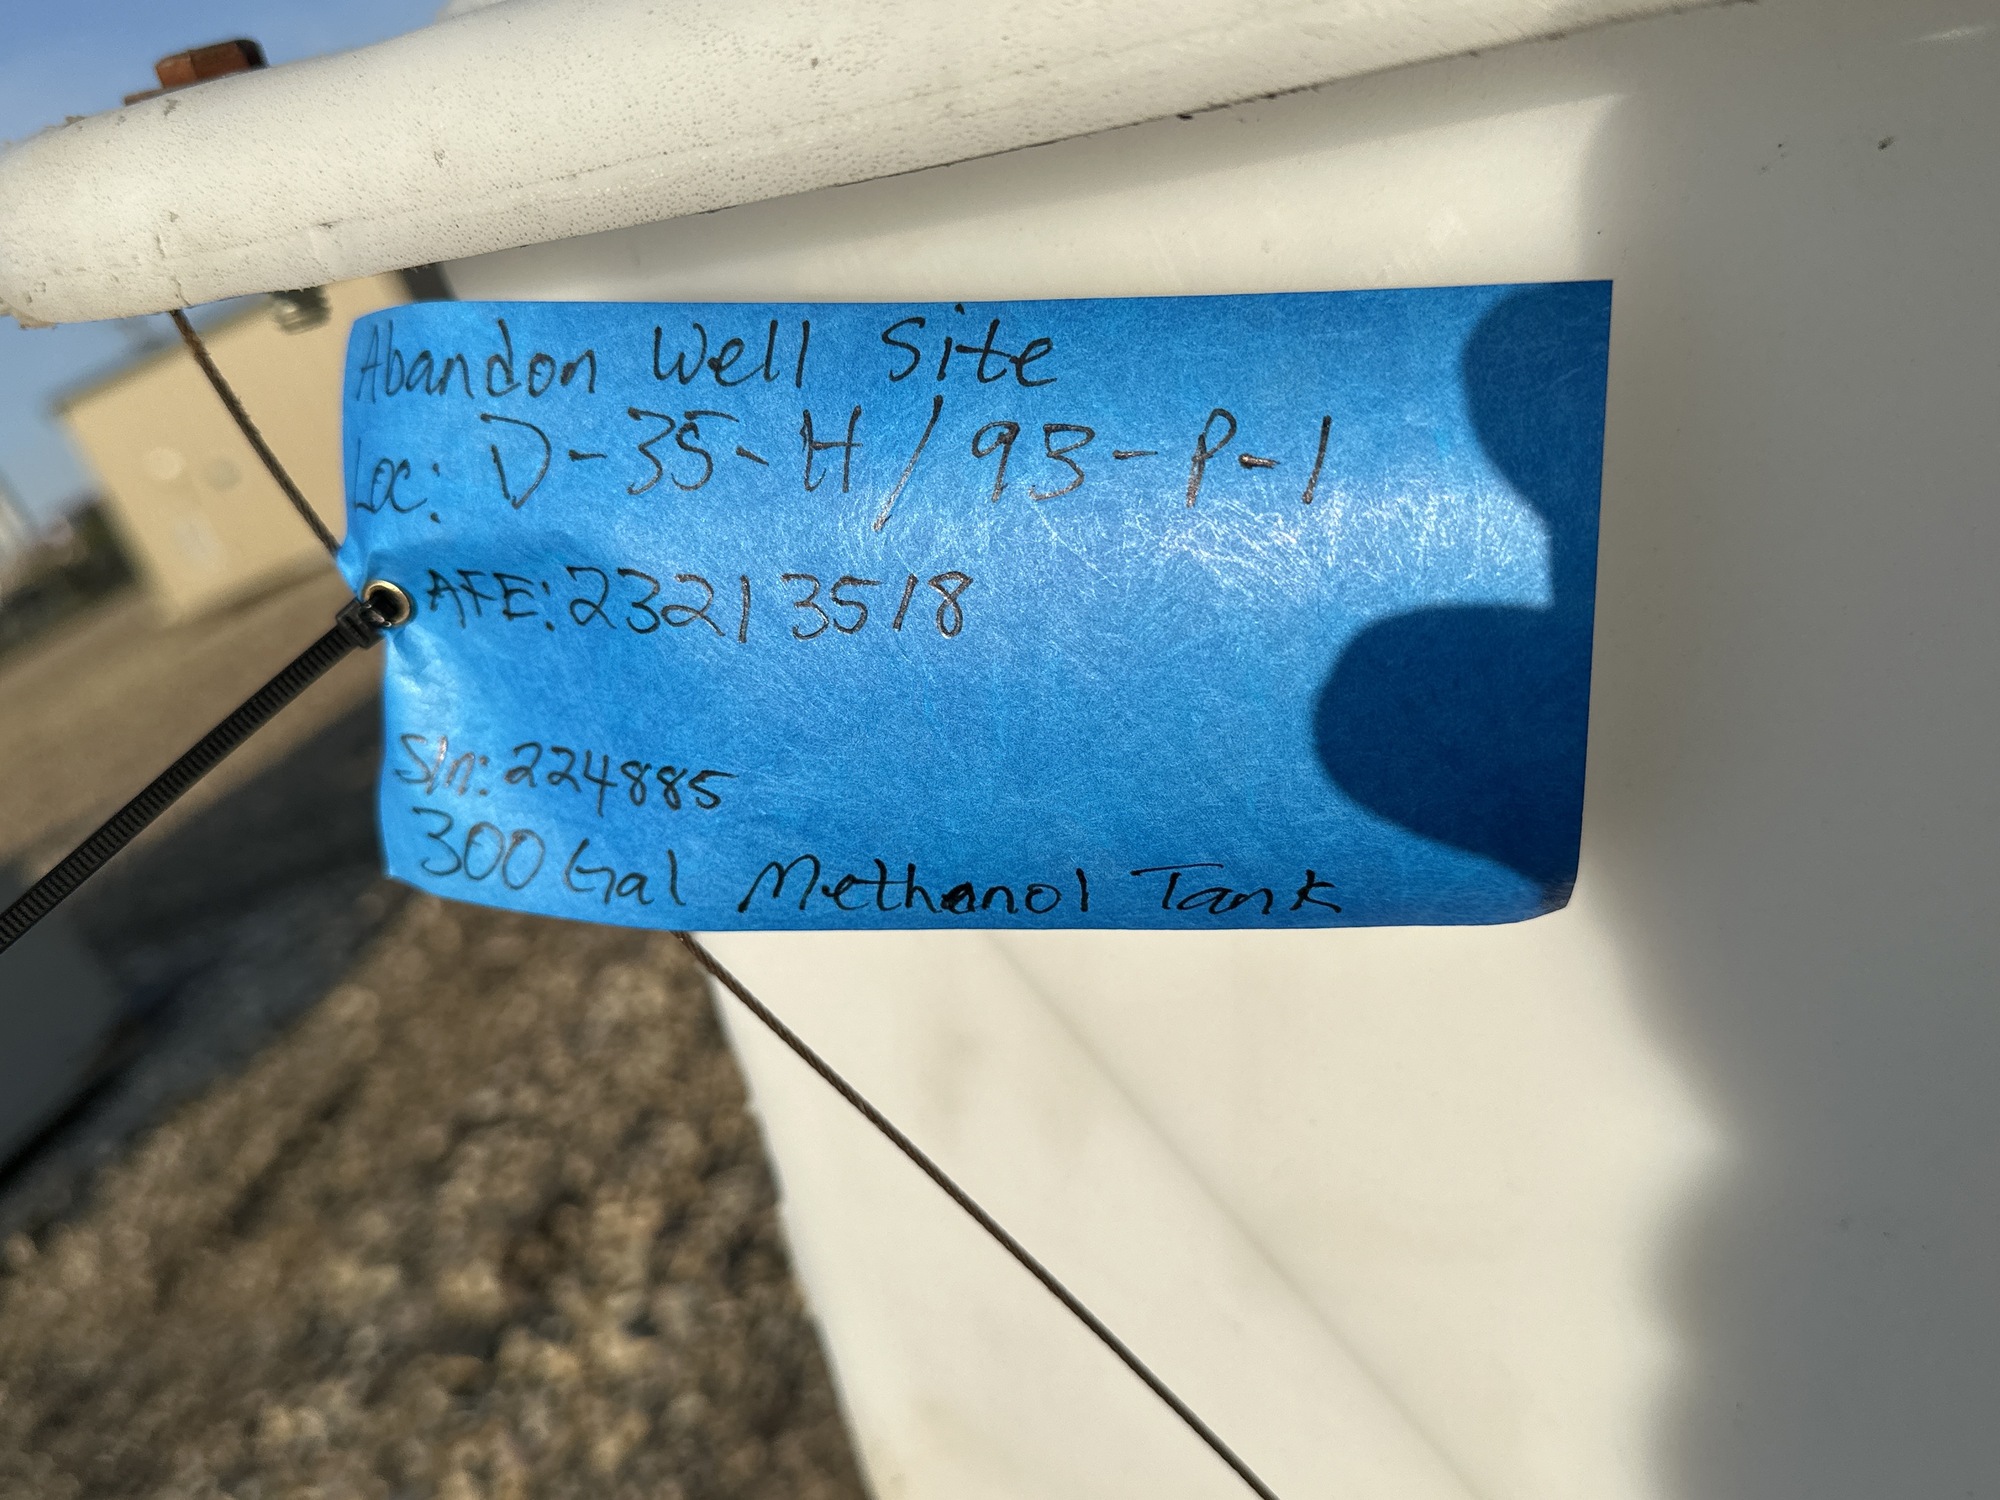 Abandon Well Site
Loc: D-35-H/93-P-1
AFE: 23213518
S/n: 224885
300 Gal Methanol Tank